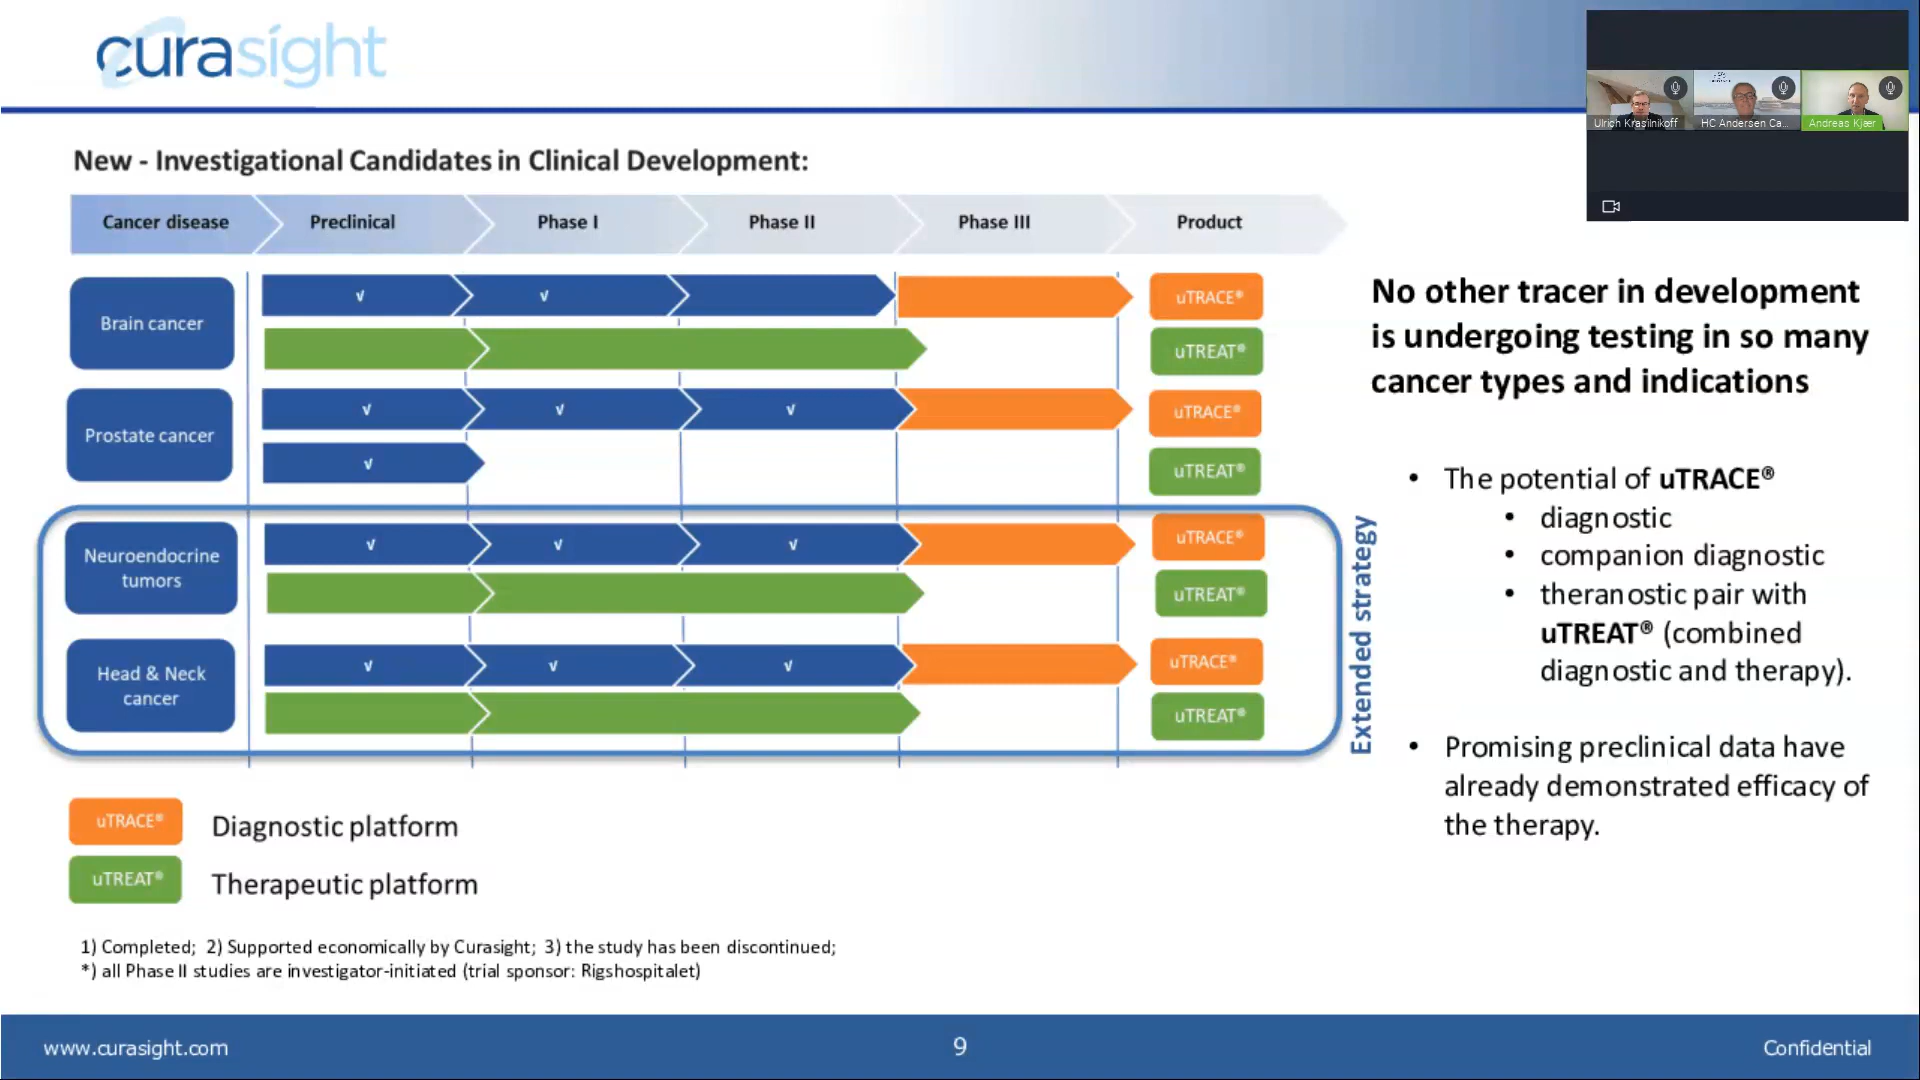 curasight
Ulrich Krasilnikoff
HC Andersen Ca...
Andreas Kjær
New - Investigational Candidates in Clinical Development:
Cancer disease
Preclinical
Phase I
Phase II
Phase III
Product
Brain cancer
√
√
uTRACE®
uTREAT®
Prostate cancer
√
√
√
uTRACE®
√
uTREAT®
Neuroendocrine
tumors
√
√
√
uTRACE®
uTREAT®
Head & Neck
cancer
√
√
√
uTRACE®
uTREAT®
Extended strategy
No other tracer in development
is undergoing testing in so many
cancer types and indications
• The potential of uTRACE®
• diagnostic
• companion diagnostic
• theranostic pair with
uTREAT® (combined
diagnostic and therapy).
• Promising preclinical data have
already demonstrated efficacy of
the therapy.
uTRACE® Diagnostic platform
uTREAT® Therapeutic platform
1) Completed; 2) Supported economically by Curasight; 3) the study has been discontinued;
*) all Phase II studies are investigator-initiated (trial sponsor: Rigshospitalet)
www.curasight.com
9
Confidential